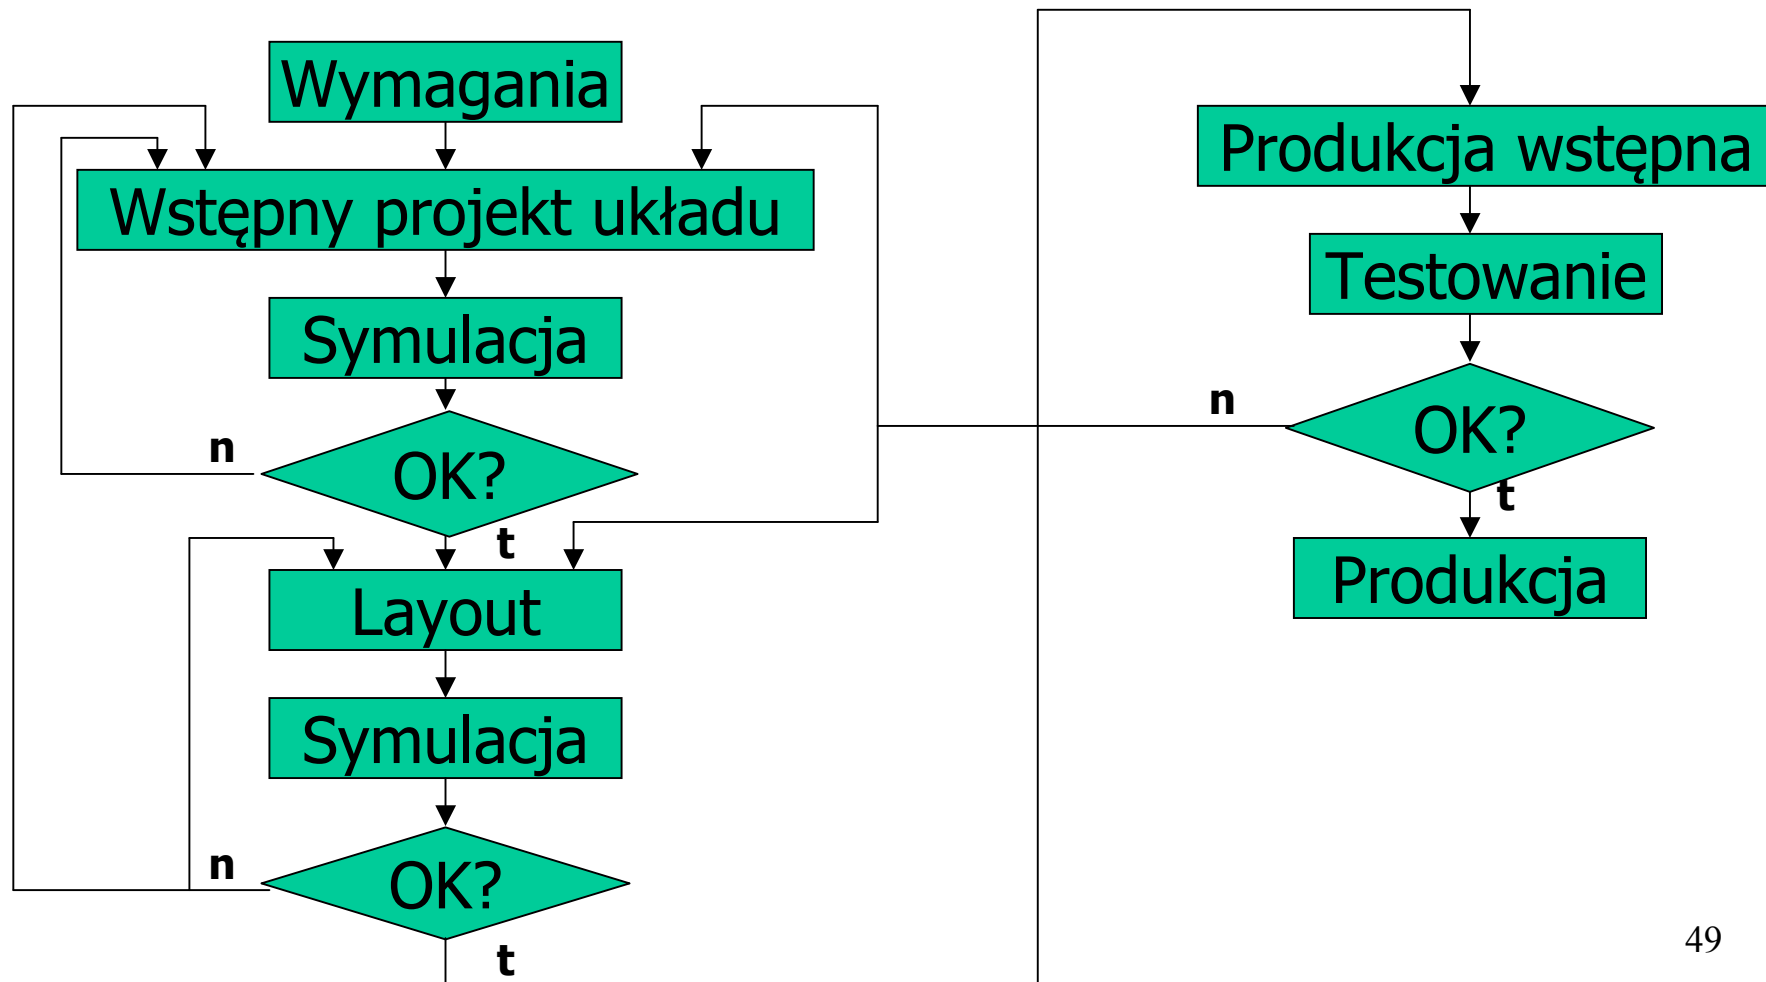 Wymagania
Wstępny projekt układu
Symulacja
n
OK?
t
Layout
Symulacja
n
OK?
t
Produkcja wstępna
Testowanie
n
OK?
t
Produkcja
49